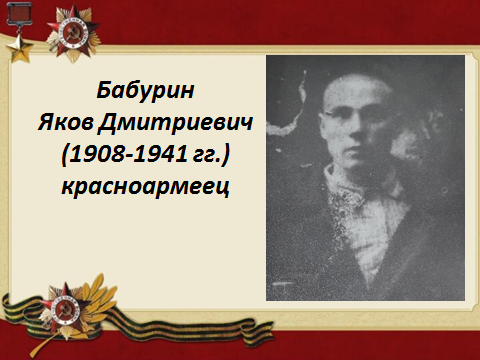 Бабурин
Яков Дмитриевич
(1908-1941 гг.)
красноармеец